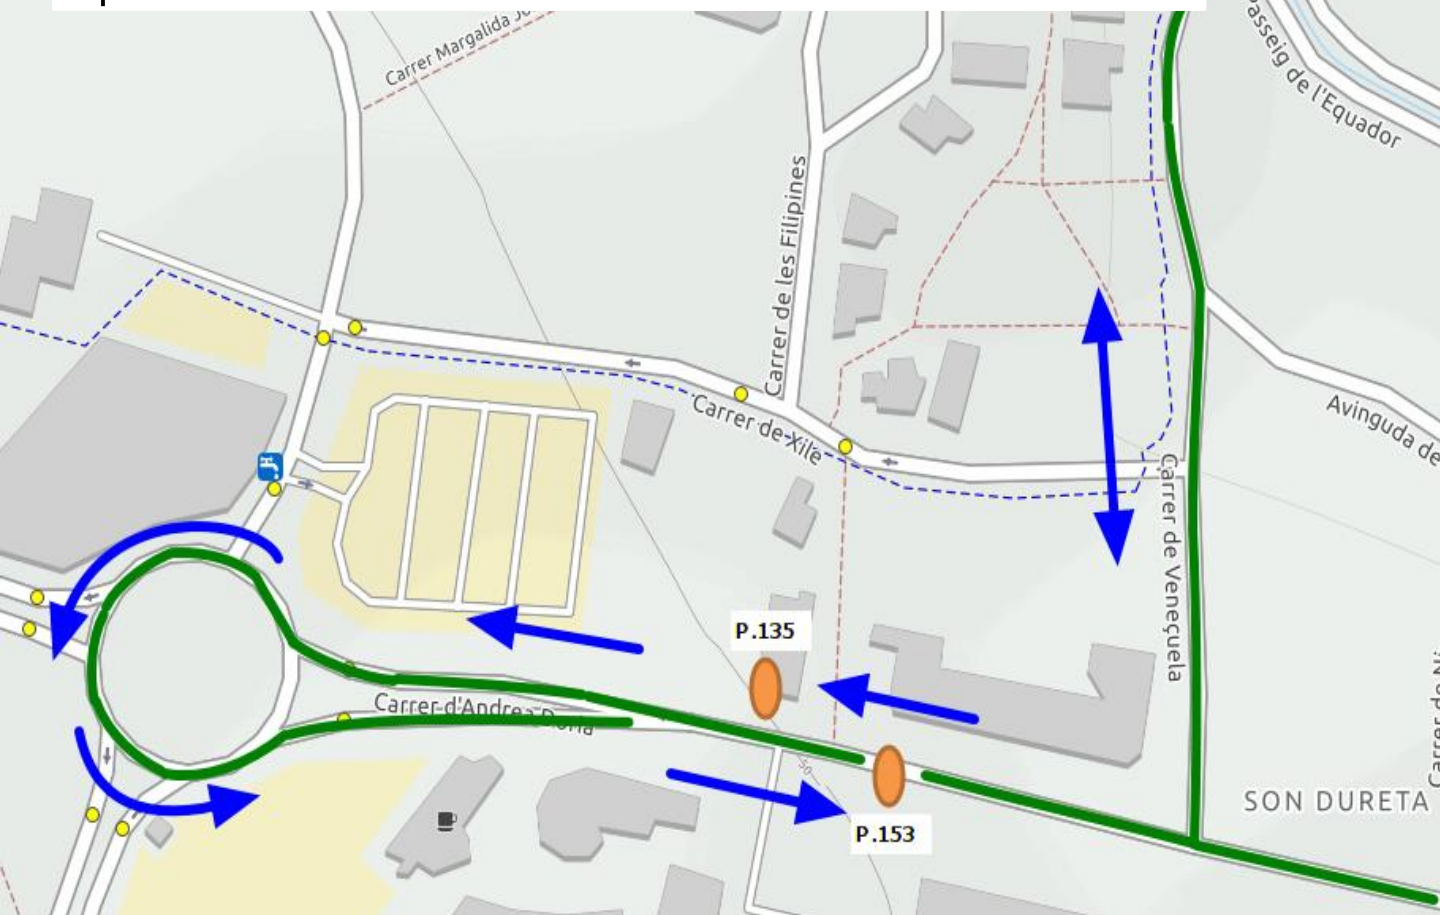 Carrer Margalida Jo
Passeig de l'Equador
Carrer de les Filipines
Carrer de Xile
Avinguda de
Carrer de Veneçuela
P.135
Carrer d'Andrea Doria
50
SON DURETA
P.153